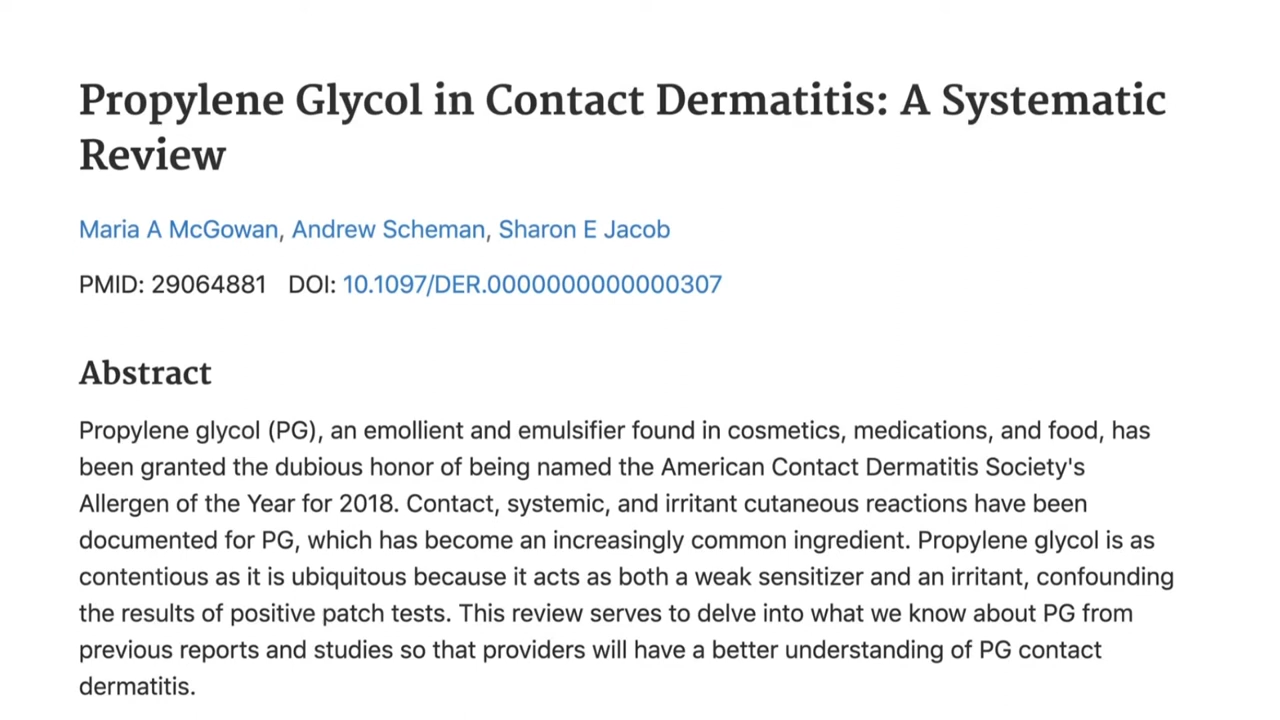 Propylene Glycol in Contact Dermatitis: A Systematic
Review
Maria A McGowan, Andrew Scheman, Sharon E Jacob
PMID: 29064881 DOI: 10.1097/DER.0000000000000307
Abstract
Propylene glycol (PG), an emollient and emulsifier found in cosmetics, medications, and food, has
been granted the dubious honor of being named the American Contact Dermatitis Society's
Allergen of the Year for 2018. Contact, systemic, and irritant cutaneous reactions have been
documented for PG, which has become an increasingly common ingredient. Propylene glycol is as
contentious as it is ubiquitous because it acts as both a weak sensitizer and an irritant, confounding
the results of positive patch tests. This review serves to delve into what we know about PG from
previous reports and studies so that providers will have a better understanding of PG contact
dermatitis.